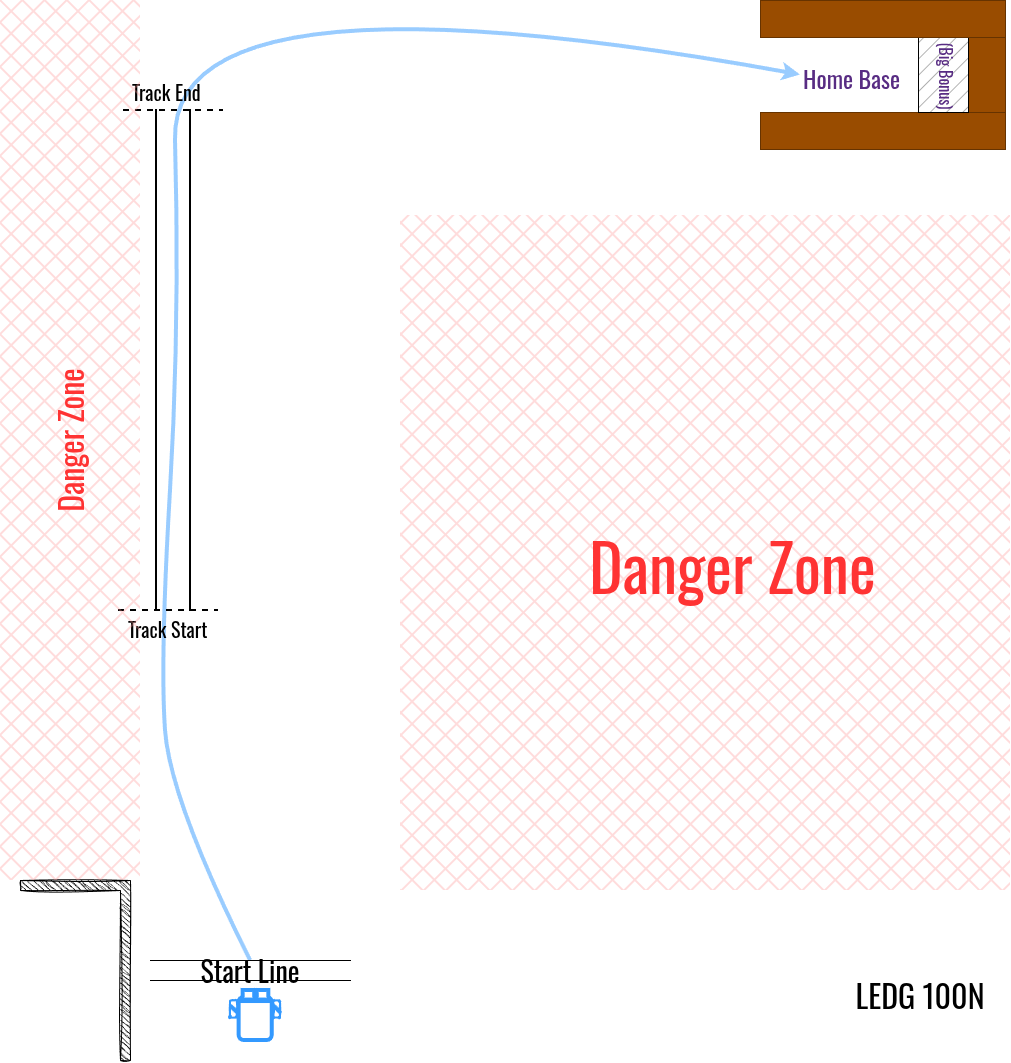 Track End
Home Base
(Big Bonus)
Danger Zone
Danger Zone
Track Start
Start Line
LEDG 100N